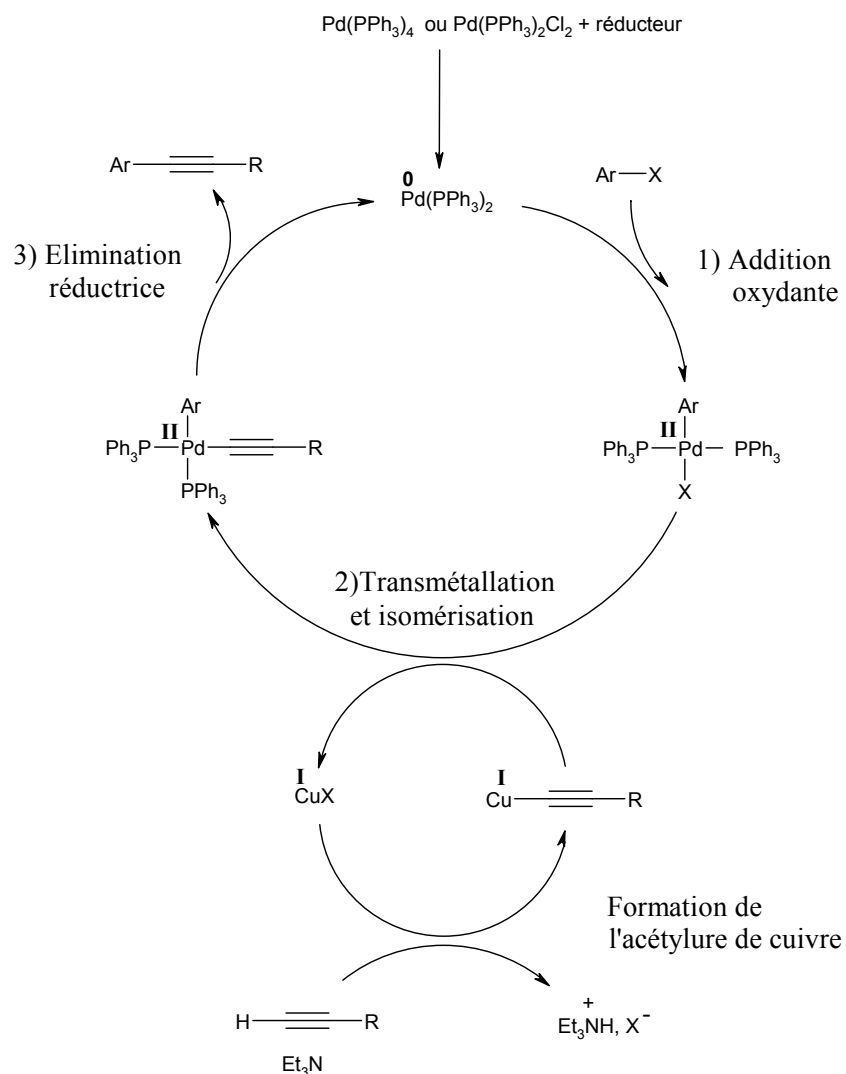 Pd(PPh3)4 ou Pd(PPh3)2Cl2 + réducteur
Ar R
0
Pd(PPh3)2
Ar X
3) Elimination
réductrice
1) Addition
oxydante
Ar
II
Ph3P Pd R
PPh3
Ar
II
Ph3P Pd PPh3
X
2)Transmétallation
et isomérisation
I
CuX
I
Cu R
Formation de
l'acétylure de cuivre
H R
Et3N
+
Et3NH, X-